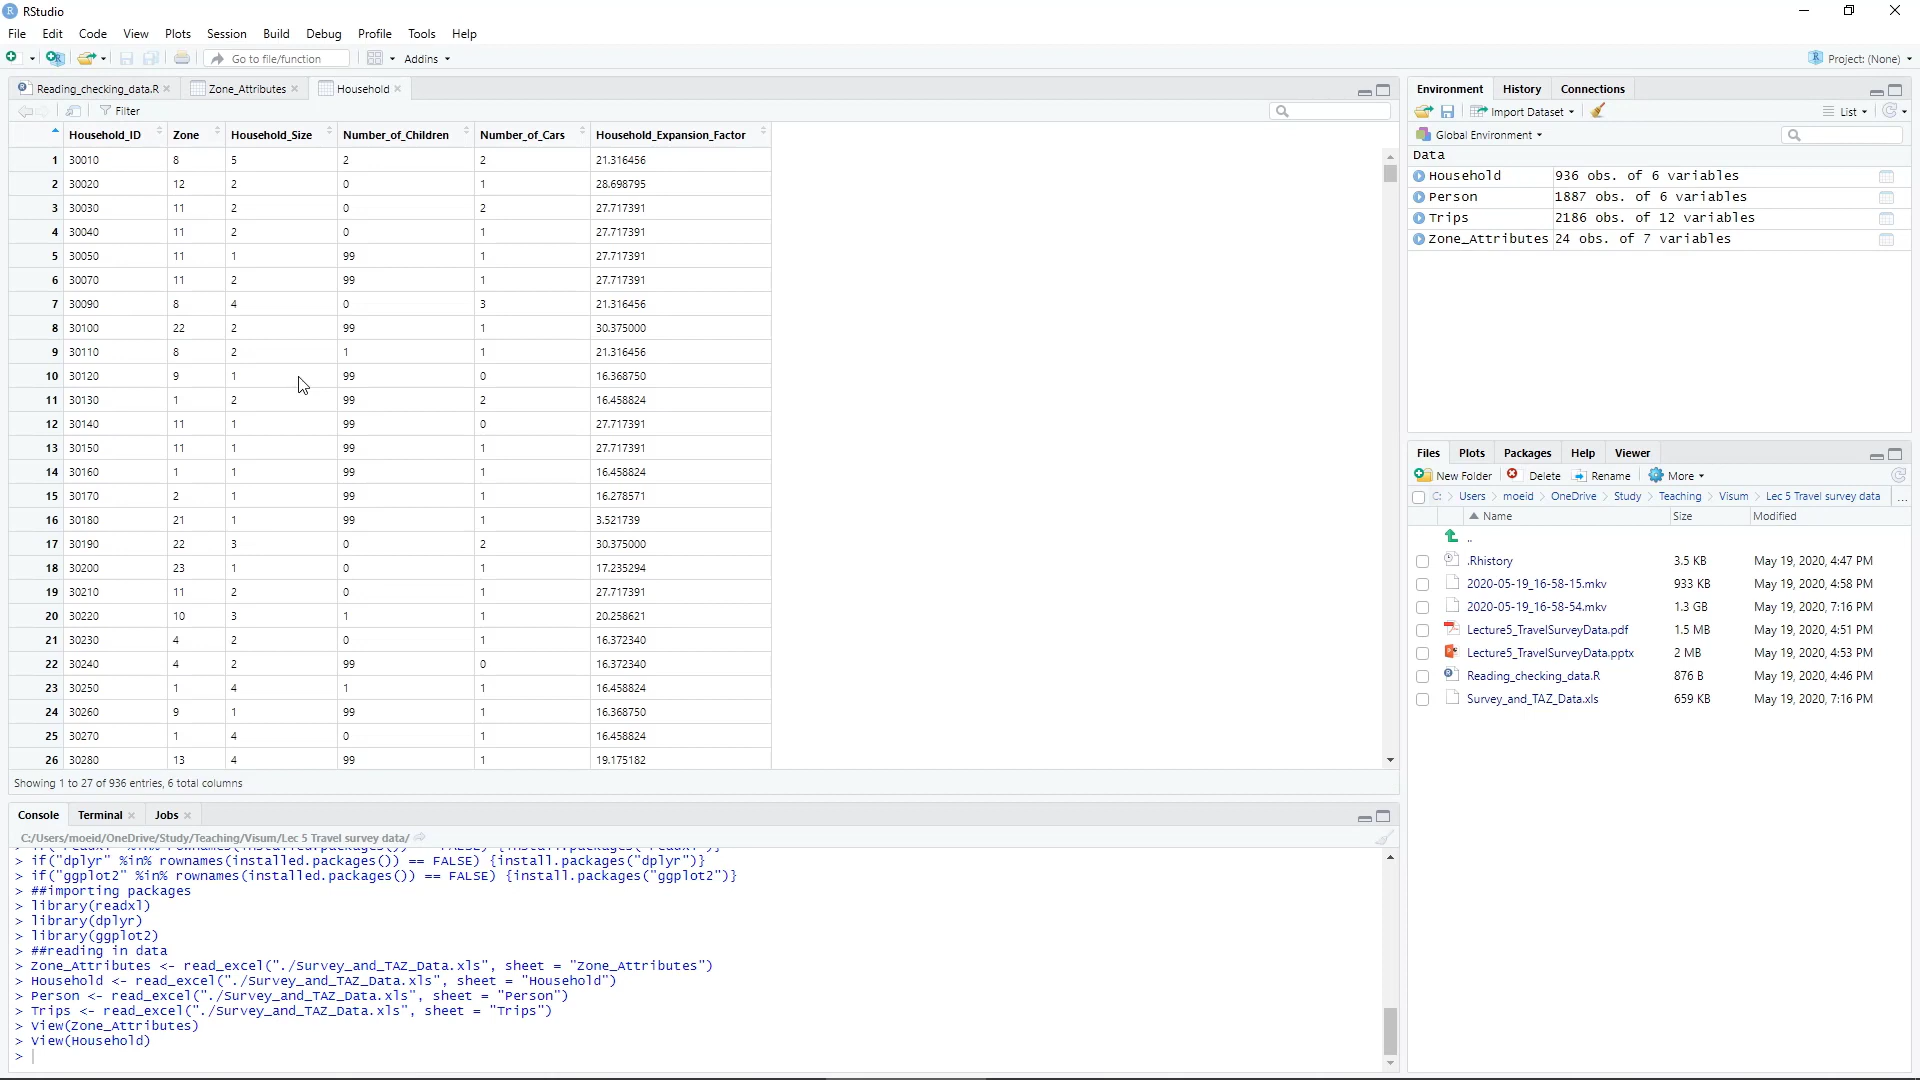 RStudio
File Edit Code View Plots Session Build Debug Profile Tools Help
Go to file/function Addins Project: (None)
Reading_checking_data.R Zone_Attributes Household
Filter
Household_ID Zone Household_Size Number_of_Children Number_of_Cars Household_Expansion_Factor
1 30010 8 5 2 2 21.316456
2 30020 12 2 0 1 28.698795
3 30030 11 2 0 2 27.717391
4 30040 11 2 0 1 27.717391
5 30050 11 1 99 1 27.717391
6 30070 11 2 99 1 27.717391
7 30090 8 4 0 3 21.316456
8 30100 22 2 99 1 30.375000
9 30110 8 2 1 1 21.316456
10 30120 9 1 99 0 16.368750
11 30130 1 2 99 2 16.458824
12 30140 11 1 99 0 27.717391
13 30150 11 1 99 1 27.717391
14 30160 1 1 99 1 16.458824
15 30170 2 1 99 1 16.278571
16 30180 21 1 99 1 3.521739
17 30190 22 3 0 2 30.375000
18 30200 23 1 0 1 17.235294
19 30210 11 2 0 1 27.717391
20 30220 10 3 1 1 20.258621
21 30230 4 2 0 1 16.372340
22 30240 4 2 99 0 16.372340
23 30250 1 4 1 1 16.458824
24 30260 9 1 99 1 16.368750
25 30270 1 4 0 1 16.458824
26 30280 13 4 99 1 19.175182
Showing 1 to 27 of 936 entries, 6 total columns
Console Terminal Jobs
C:/Users/moeid/OneDrive/Study/Teaching/Visum/Lec 5 Travel survey data/
> if("dplyr" %in% rownames(installed.packages()) == FALSE) {install.packages("dplyr")}
> if("ggplot2" %in% rownames(installed.packages()) == FALSE) {install.packages("ggplot2")}
> ##importing packages
> library(readxl)
> library(dplyr)
> library(ggplot2)
> ##reading in data
> Zone_Attributes <- read_excel("./Survey_and_TAZ_Data.xls", sheet = "Zone_Attributes")
> Household <- read_excel("./Survey_and_TAZ_Data.xls", sheet = "Household")
> Person <- read_excel("./Survey_and_TAZ_Data.xls", sheet = "Person")
> Trips <- read_excel("./Survey_and_TAZ_Data.xls", sheet = "Trips")
> View(Zone_Attributes)
> View(Household)
>
Environment History Connections
Import Dataset List
Global Environment
Data
Household 936 obs. of 6 variables
Person 1887 obs. of 6 variables
Trips 2186 obs. of 12 variables
Zone_Attributes 24 obs. of 7 variables
Files Plots Packages Help Viewer
New Folder Delete Rename More
C: > Users > moeid > OneDrive > Study > Teaching > Visum > Lec 5 Travel survey data ...
Name Size Modified
..
.Rhistory 3.5 KB May 19, 2020, 4:47 PM
2020-05-19_16-58-15.mkv 933 KB May 19, 2020, 4:58 PM
2020-05-19_16-58-54.mkv 1.3 GB May 19, 2020, 7:16 PM
Lecture5_TravelSurveyData.pdf 1.5 MB May 19, 2020, 4:51 PM
Lecture5_TravelSurveyData.pptx 2 MB May 19, 2020, 4:53 PM
Reading_checking_data.R 876 B May 19, 2020, 4:46 PM
Survey_and_TAZ_Data.xls 659 KB May 19, 2020, 7:16 PM